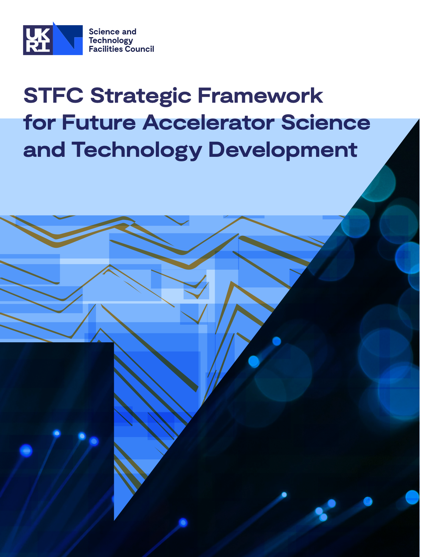 UK
RI
Science and
Technology
Facilities Council
STFC Strategic Framework
for Future Accelerator Science
and Technology Development